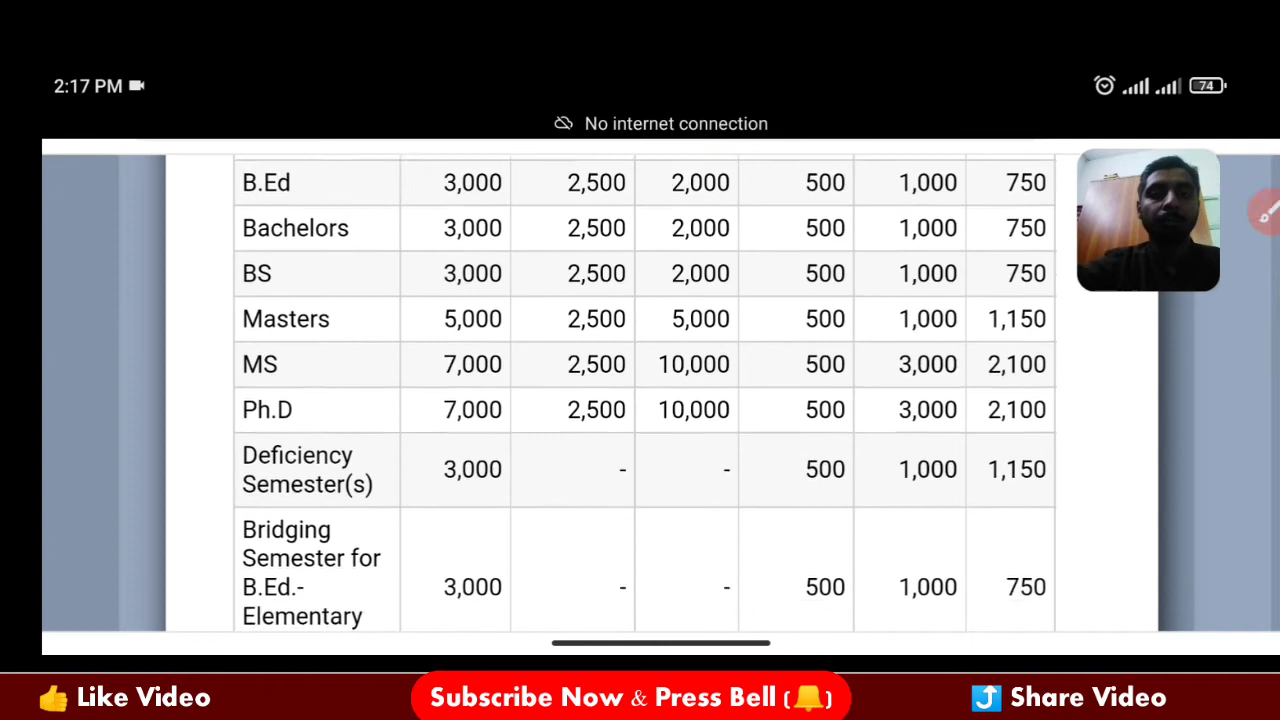 2:17 PM
74
No internet connection
B.Ed 3,000 2,500 2,000 500 1,000 750
Bachelors 3,000 2,500 2,000 500 1,000 750
BS 3,000 2,500 2,000 500 1,000 750
Masters 5,000 2,500 5,000 500 1,000 1,150
MS 7,000 2,500 10,000 500 3,000 2,100
Ph.D 7,000 2,500 10,000 500 3,000 2,100
Deficiency
Semester(s) 3,000 - - 500 1,000 1,150
Bridging
Semester for
B.Ed.- 3,000 - - 500 1,000 750
Elementary
Like Video
Subscribe Now & Press Bell ( )
Share Video